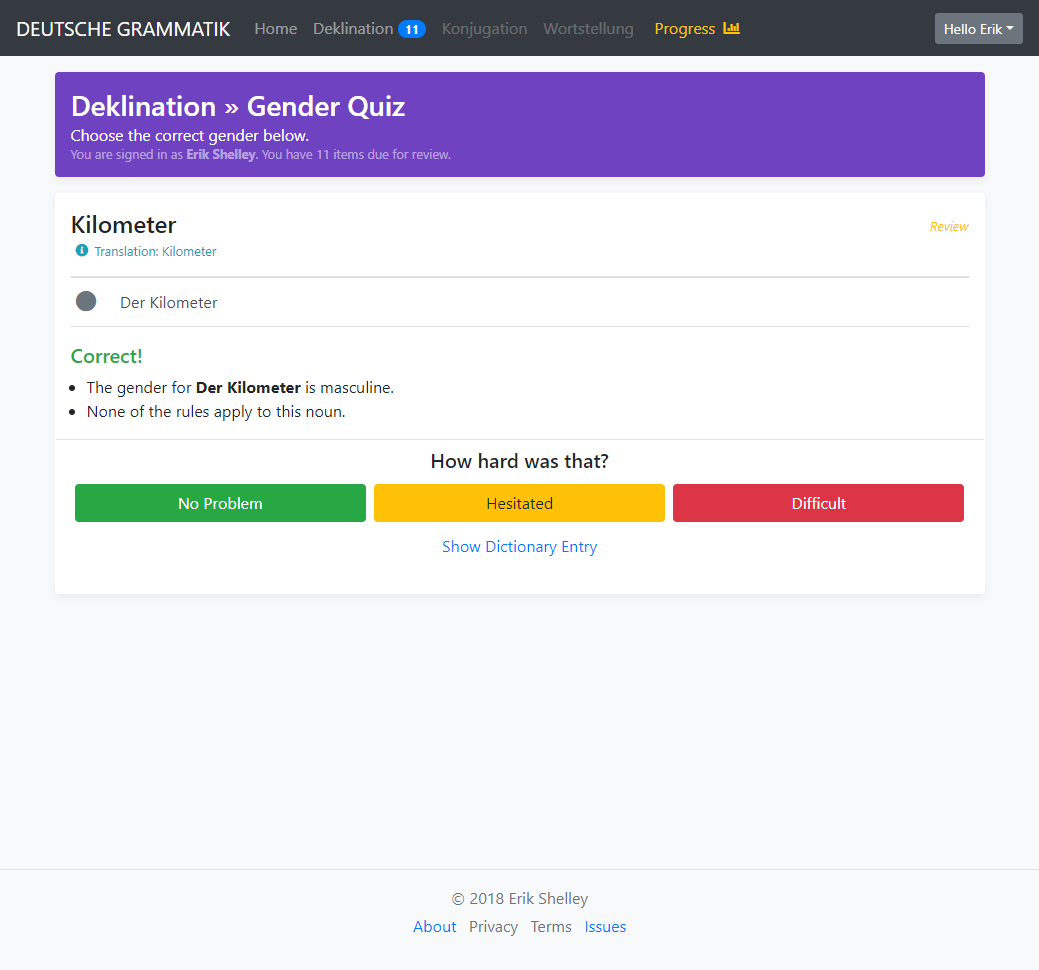 DEUTSCHE GRAMMATIK Home Deklination 11 Konjugation Wortstellung Progress Hello Erik
Deklination » Gender Quiz
Choose the correct gender below.
You are signed in as Erik Shelley. You have 11 items due for review.
Kilometer
Review
Translation: Kilometer
Der Kilometer
Correct!
The gender for Der Kilometer is masculine.
None of the rules apply to this noun.
How hard was that?
No Problem Hesitated Difficult
Show Dictionary Entry
© 2018 Erik Shelley
About Privacy Terms Issues